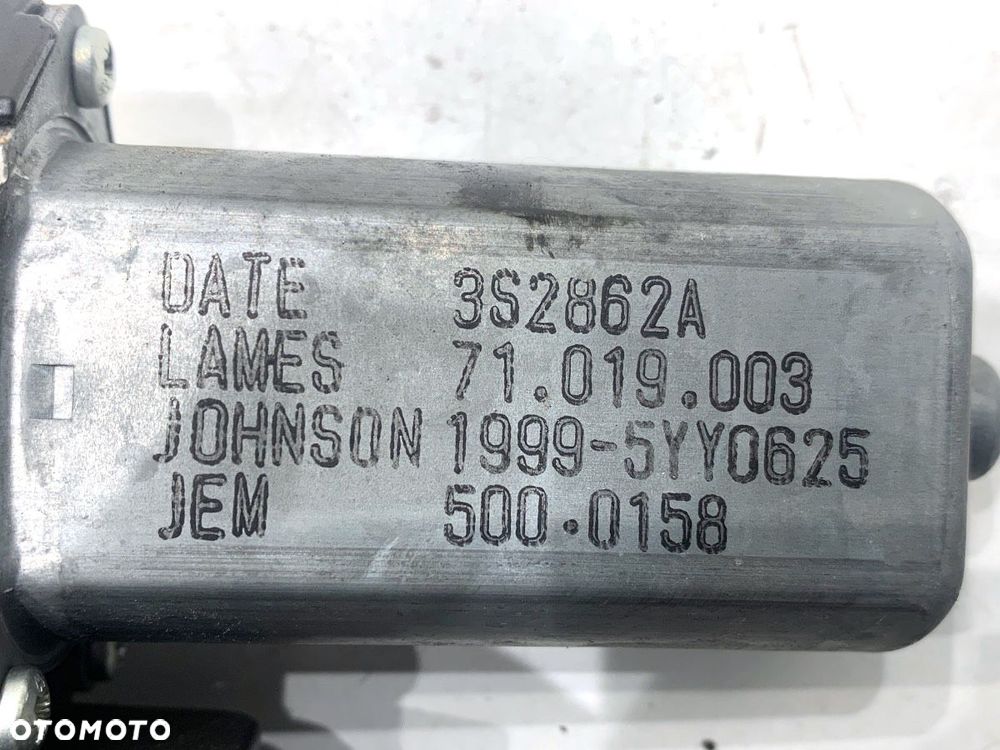 DATE 3S2862A
LAMES 71.019.003
JOHNSON 1999-5YY0625
JEM 500.0158
OTOMOTO